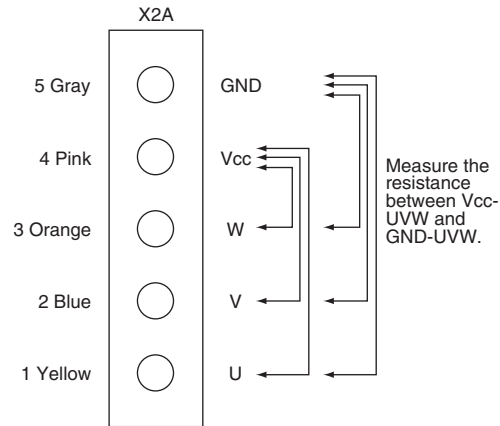 X2A
5 Gray GND
4 Pink Vcc
3 Orange W
2 Blue V
1 Yellow U
Measure the
resistance
between Vcc-
UVW and
GND-UVW.